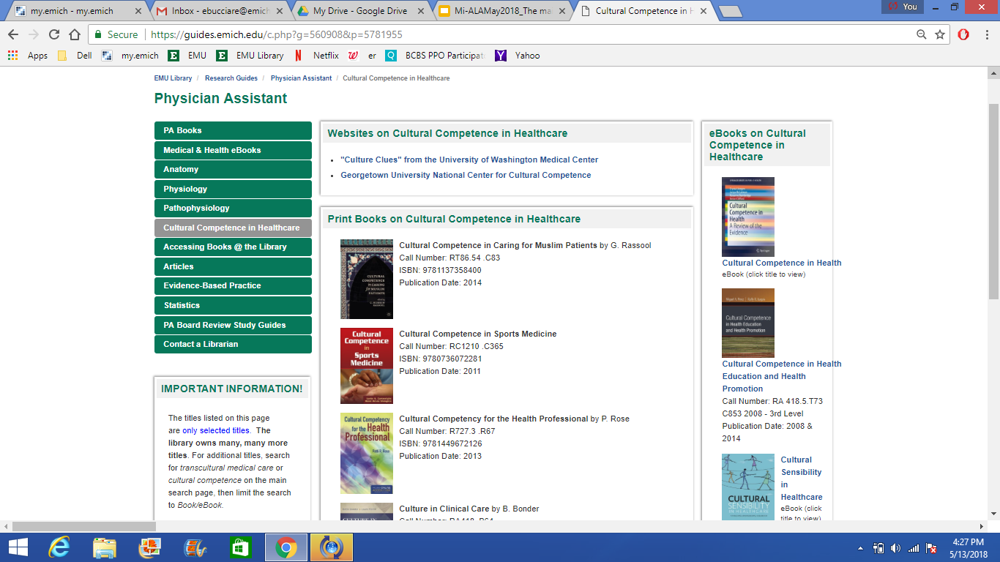 my.emich - my.emich
Inbox - ebucciare@emich
My Drive - Google Drive
Mi-ALAMay2018_The ma
Cultural Competence in H
You
Secure
https://guides.emich.edu/c.php?g=560908&p=5781955
Apps
Dell
my.emich
E EMU
E EMU Library
N Netflix
er
Q BCBS PPO Participat
Y Yahoo
EMU Library / Research Guides / Physician Assistant / Cultural Competence in Healthcare
Physician Assistant
PA Books
Medical & Health eBooks
Anatomy
Physiology
Pathophysiology
Cultural Competence in Healthcare
Accessing Books @ the Library
Articles
Evidence-Based Practice
Statistics
PA Board Review Study Guides
Contact a Librarian
IMPORTANT INFORMATION!
The titles listed on this page
are only selected titles. The
library owns many, many more
titles. For additional titles, search
for transcultural medical care or
cultural competence on the main
search page, then limit the search
to Book/eBook.
Websites on Cultural Competence in Healthcare
"Culture Clues" from the University of Washington Medical Center
Georgetown University National Center for Cultural Competence
Print Books on Cultural Competence in Healthcare
CULTURAL
COMPETENCE
in CARING
for MUSLIM
PATIENTS
Cultural Competence in Caring for Muslim Patients by G. Rassool
Call Number: RT86.54 .C83
ISBN: 9781137358400
Publication Date: 2014
Cultural
Competence
in
Sports
Medicine
Cultural Competence in Sports Medicine
Call Number: RC1210 .C365
ISBN: 9780736072281
Publication Date: 2011
Cultural Competency
for the Health
Professional
Cultural Competency for the Health Professional by P. Rose
Call Number: R727.3 .R67
ISBN: 9781449672126
Publication Date: 2013
CULTURE IN
Culture in Clinical Care by B. Bonder
Call Number: RA418 .B64
eBooks on Cultural
Competence in
Healthcare
Cultural
Competence in
Health
A Review of the
Evidence
Springer
Cultural Competence in Health
eBook (click title to view)
Cultural Competence
in Health Education
and Health Promotion
Cultural Competence in Health
Education and Health
Promotion
Call Number: RA 418.5.T73
C853 2008 - 3rd Level
Publication Date: 2008 &
2014
CULTURAL
SENSIBILITY
IN HEALTHCARE
Cultural
Sensibility
in
Healthcare
eBook (click
title to view)
4:27 PM
5/13/2018